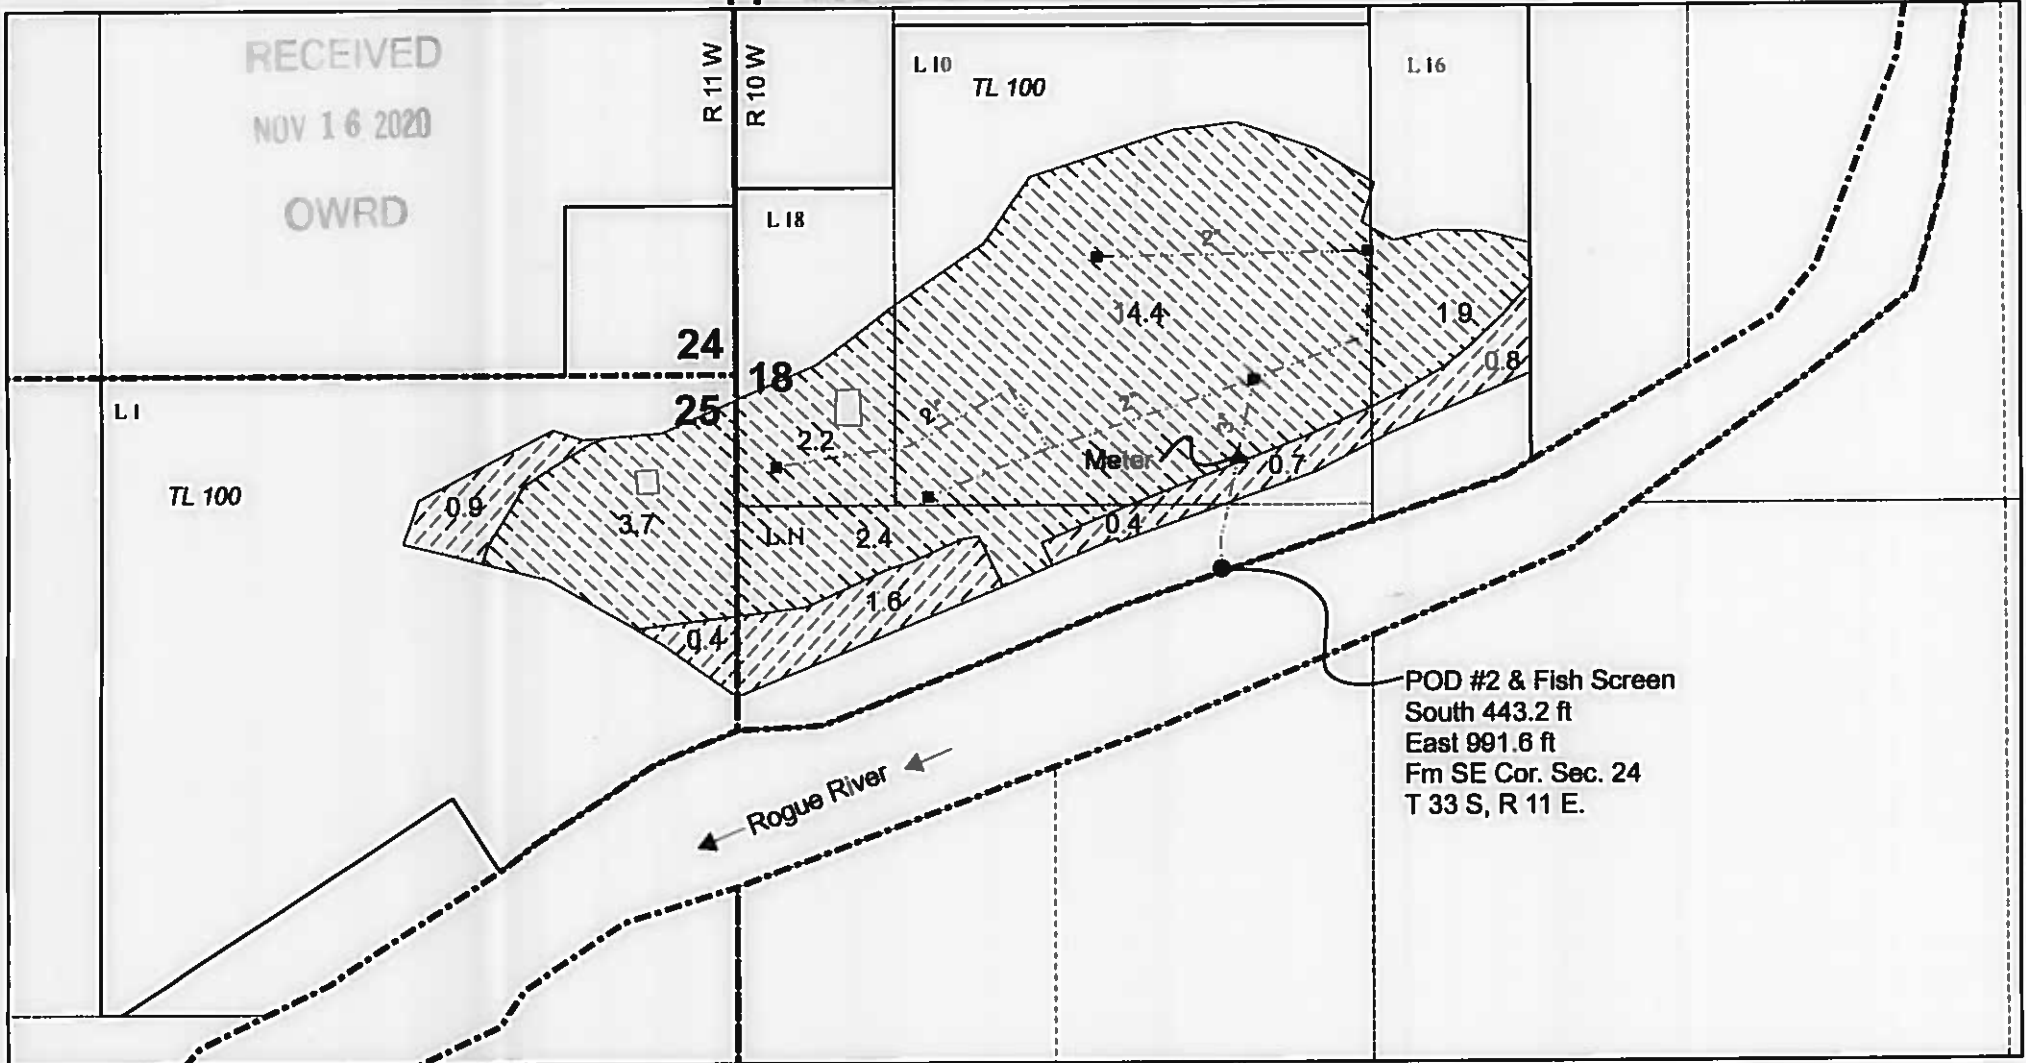 RECEIVED
NOV 16 2020
OWRD
R 11 W
R 10 W
L 10
TL 100
L 16
L 18
2"
14.4
1.9
0.8
24
18
25
L 1
TL 100
2.2
2"
2"
3"
Meter
0.7
0.9
3.7
2.4
0.4
1.6
0.4
POD #2 & Fish Screen
South 443.2 ft
East 991.6 ft
Fm SE Cor. Sec. 24
T 33 S, R 11 E.
Rogue River